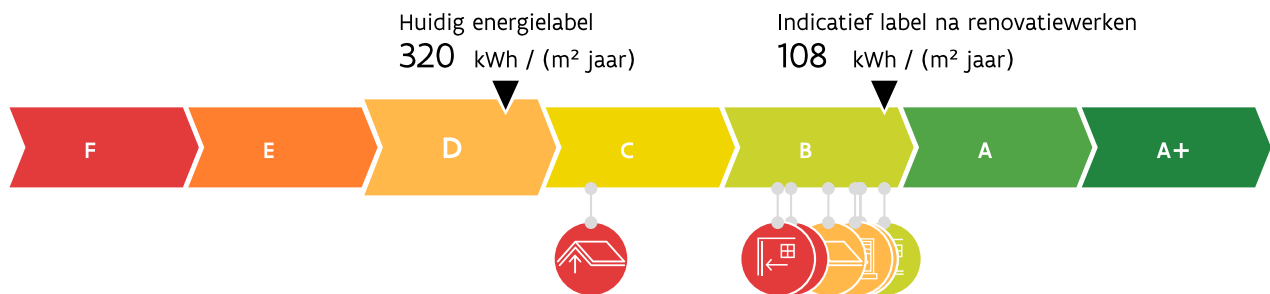 Huidig energielabel
320 kWh / (m² jaar)
Indicatief label na renovatiewerken
108 kWh / (m² jaar)
F E D C B A A+